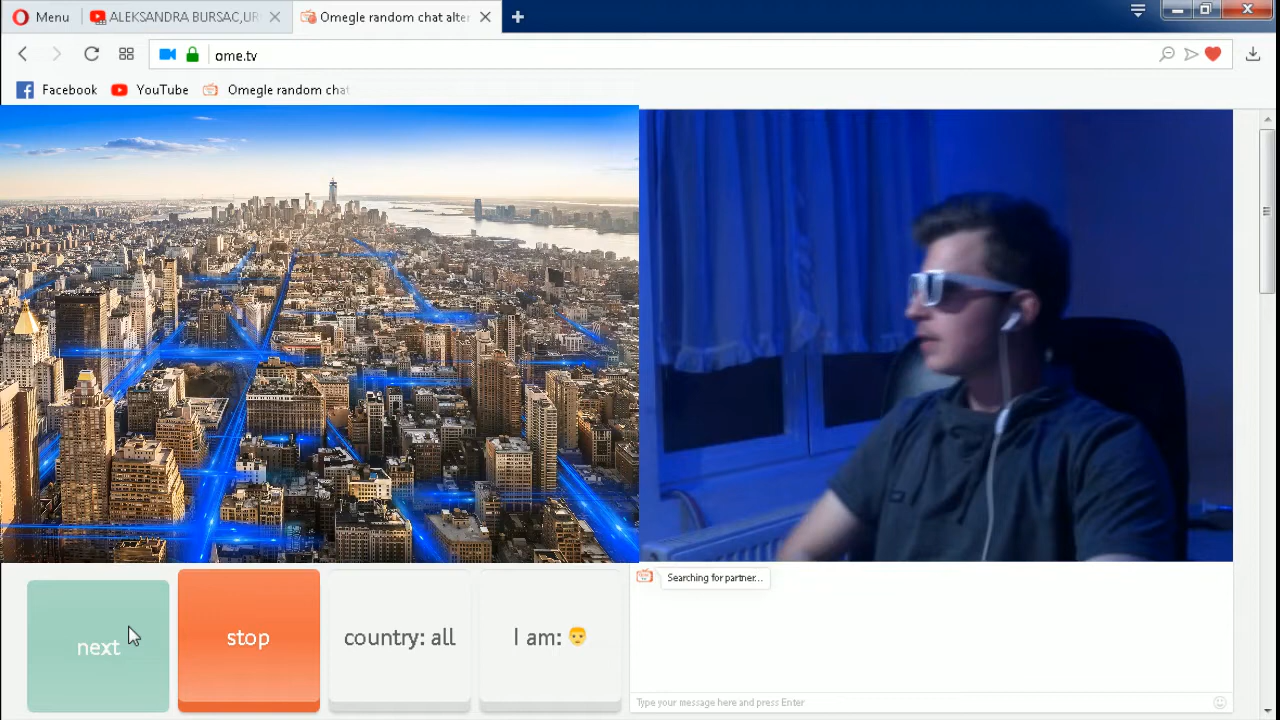 Menu
ALEKSANDRA BURSAC,UR
Omegle random chat alter
ome.tv
Facebook
YouTube
Omegle random chat
Searching for partner...
next
stop
country: all
I am:
Type your message here and press Enter